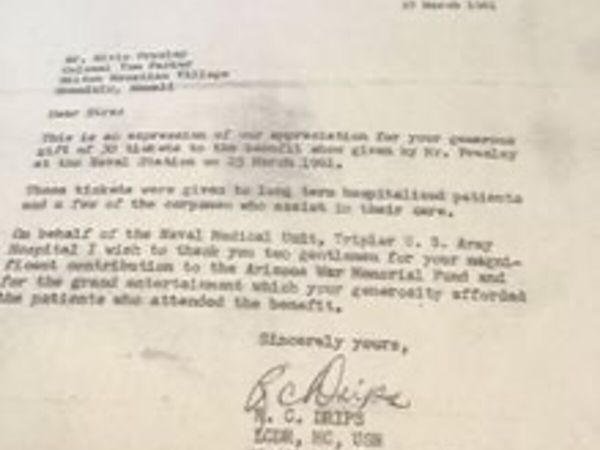 March 1961
Mr. Elvis Presley
Colonel Tom Parker
Hilton Hawaiian Village
Honolulu, Hawaii
Dear Sirs:
This is an expression of our appreciation for your generous
gift of 30 tickets to the benefit show given by Mr. Presley
at the Naval Station on 25 March 1961.
These tickets were given to long term hospitalized patients
and a few of the corpsmen who assist in their care.
On behalf of the Naval Medical Unit, Tripler U. S. Army
Hospital I wish to thank you two gentlemen for your magni-
ficent contribution to the Arizona War Memorial Fund and
for the grand entertainment which your generosity afforded
the patients who attended the benefit.
Sincerely yours,
R C Drips
R. C. DRIPS
LCDR, MC, USN